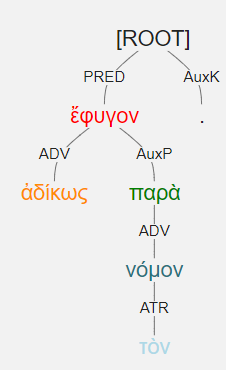 [ROOT]
PRED AuxK
ἔφυγον .
ADV AuxP
ἀδίκως παρὰ
ADV
νόμον
ATR
τὸν